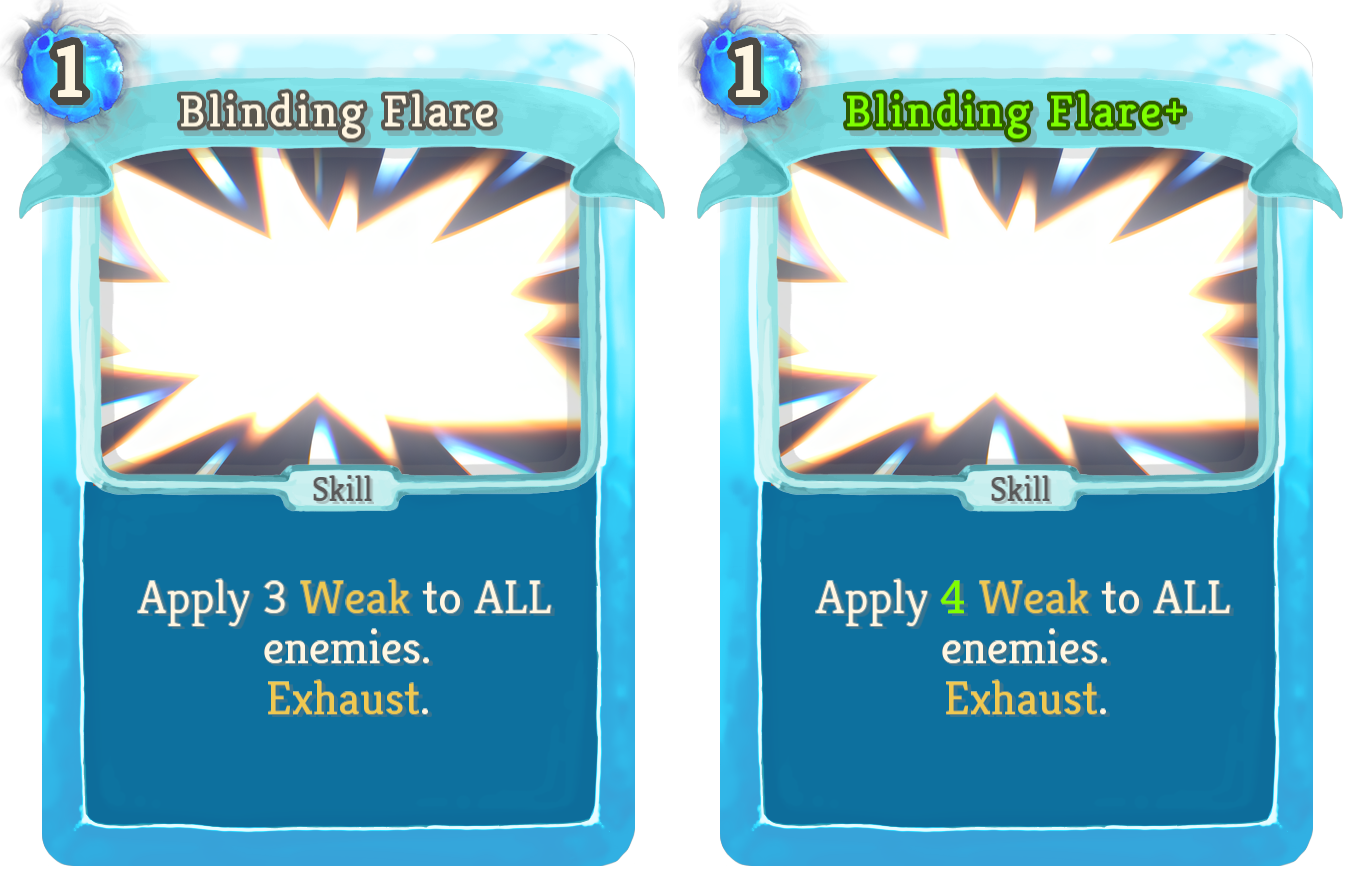 1
Blinding Flare
Skill
Apply 3 Weak to ALL
enemies.
Exhaust.
1
Blinding Flare+
Skill
Apply 4 Weak to ALL
enemies.
Exhaust.